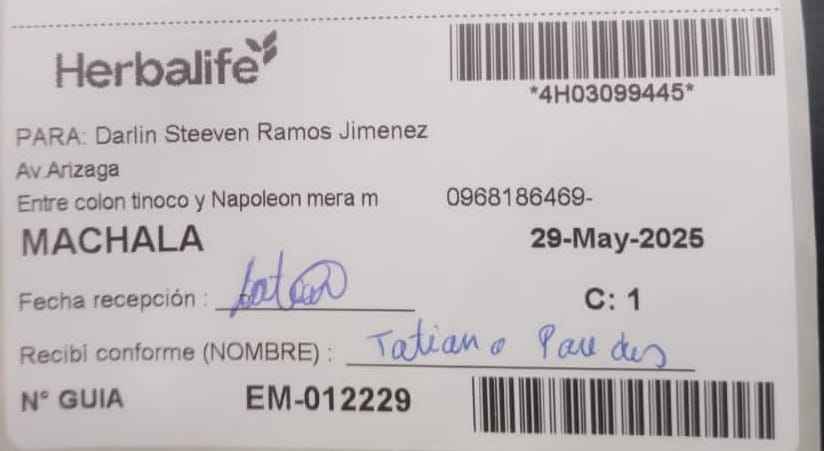 Herbalife
*4H03099445*
PARA: Darlin Steeven Ramos Jimenez
Av.Arizaga
Entre colon tinoco y Napoleon mera m 0968186469-
MACHALA 29-May-2025
Fecha recepción :
C: 1
Recibí conforme (NOMBRE) : Tatiana Paredes
N° GUIA EM-012229